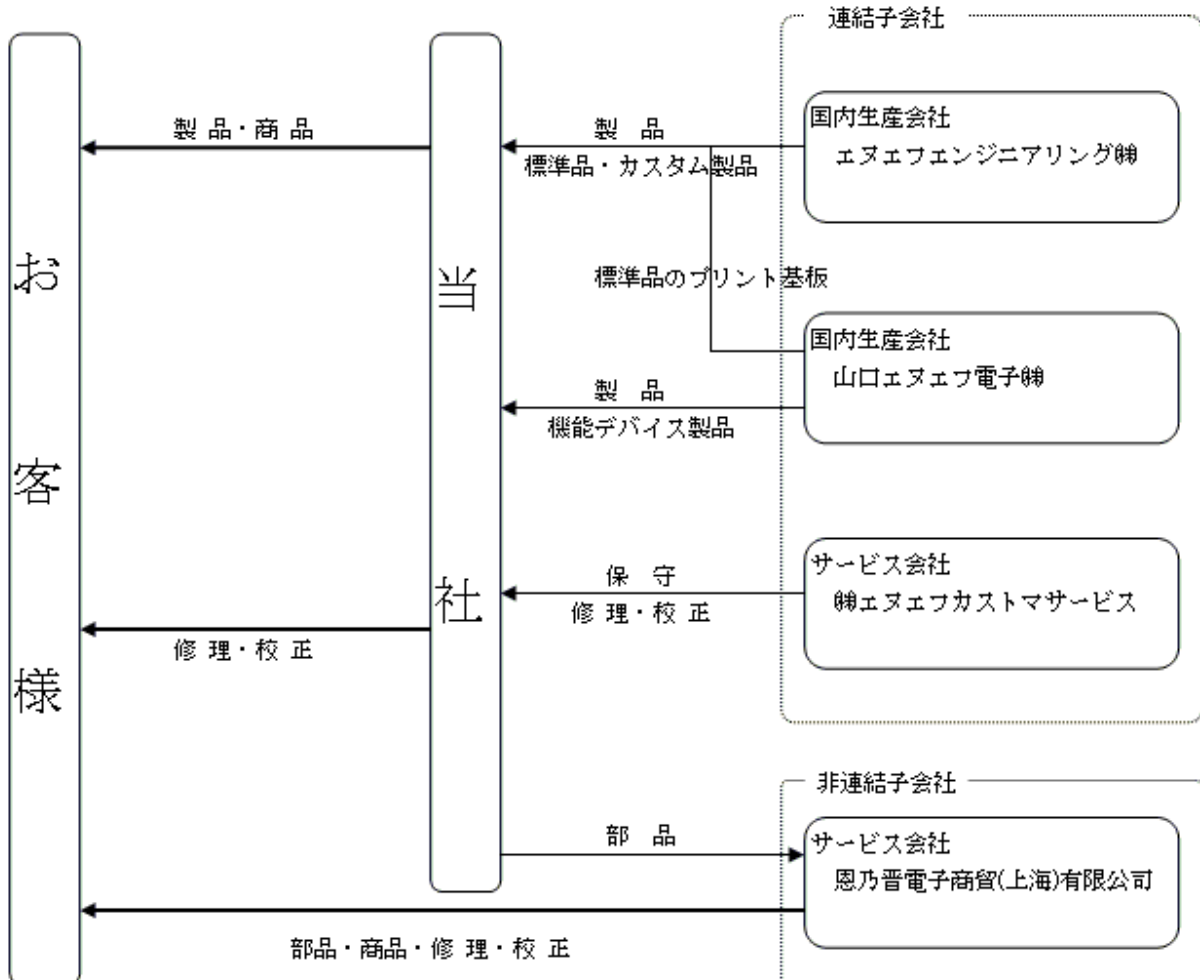 連結子会社
国内生産会社
エヌエフエンジニアリング㈱
製品・商品
製 品
標準品・カスタム製品
標準品のプリント基板
お客様
当社
国内生産会社
山口エヌエフ電子㈱
製 品
機能デバイス製品
サービス会社
㈱エヌエフカストマサービス
保 守
修理・校正
修理・校正
非連結子会社
部 品
サービス会社
恩乃普電子商貿(上海)有限公司
部品・商品・修理・校正